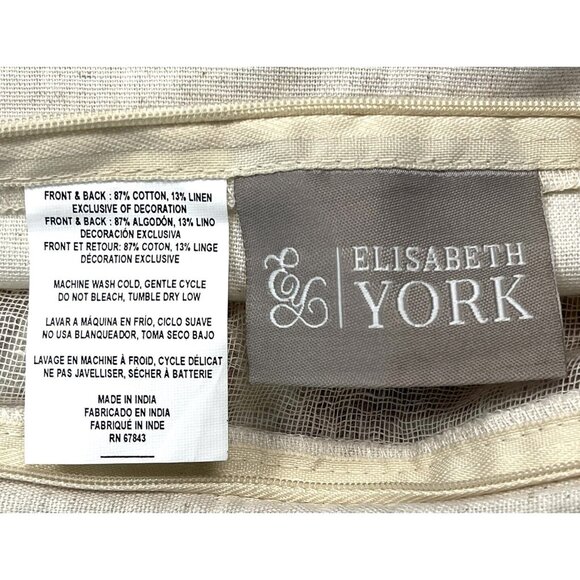 FRONT & BACK : 87% COTTON, 13% LINEN
EXCLUSIVE OF DECORATION
FRONT & BACK : 87% ALGODÓN, 13% LINO
DECORACIÓN EXCLUSIVA
FRONT ET RETOUR: 87% COTON, 13% LINGE
DÉCORATION EXCLUSIVE
MACHINE WASH COLD, GENTLE CYCLE
DO NOT BLEACH, TUMBLE DRY LOW
LAVAR A MÁQUINA EN FRÍO, CICLO SUAVE
NO USA BLANQUEADOR, TOMA SECO BAJO
LAVAGE EN MACHINE À FROID, CYCLE DÉLICAT
NE PAS JAVELLISER, SÉCHER À BATTERIE
MADE IN INDIA
FABRICADO EN INDIA
FABRIQUÉ IN INDE
RN 67843
EY
ELISABETH
YORK